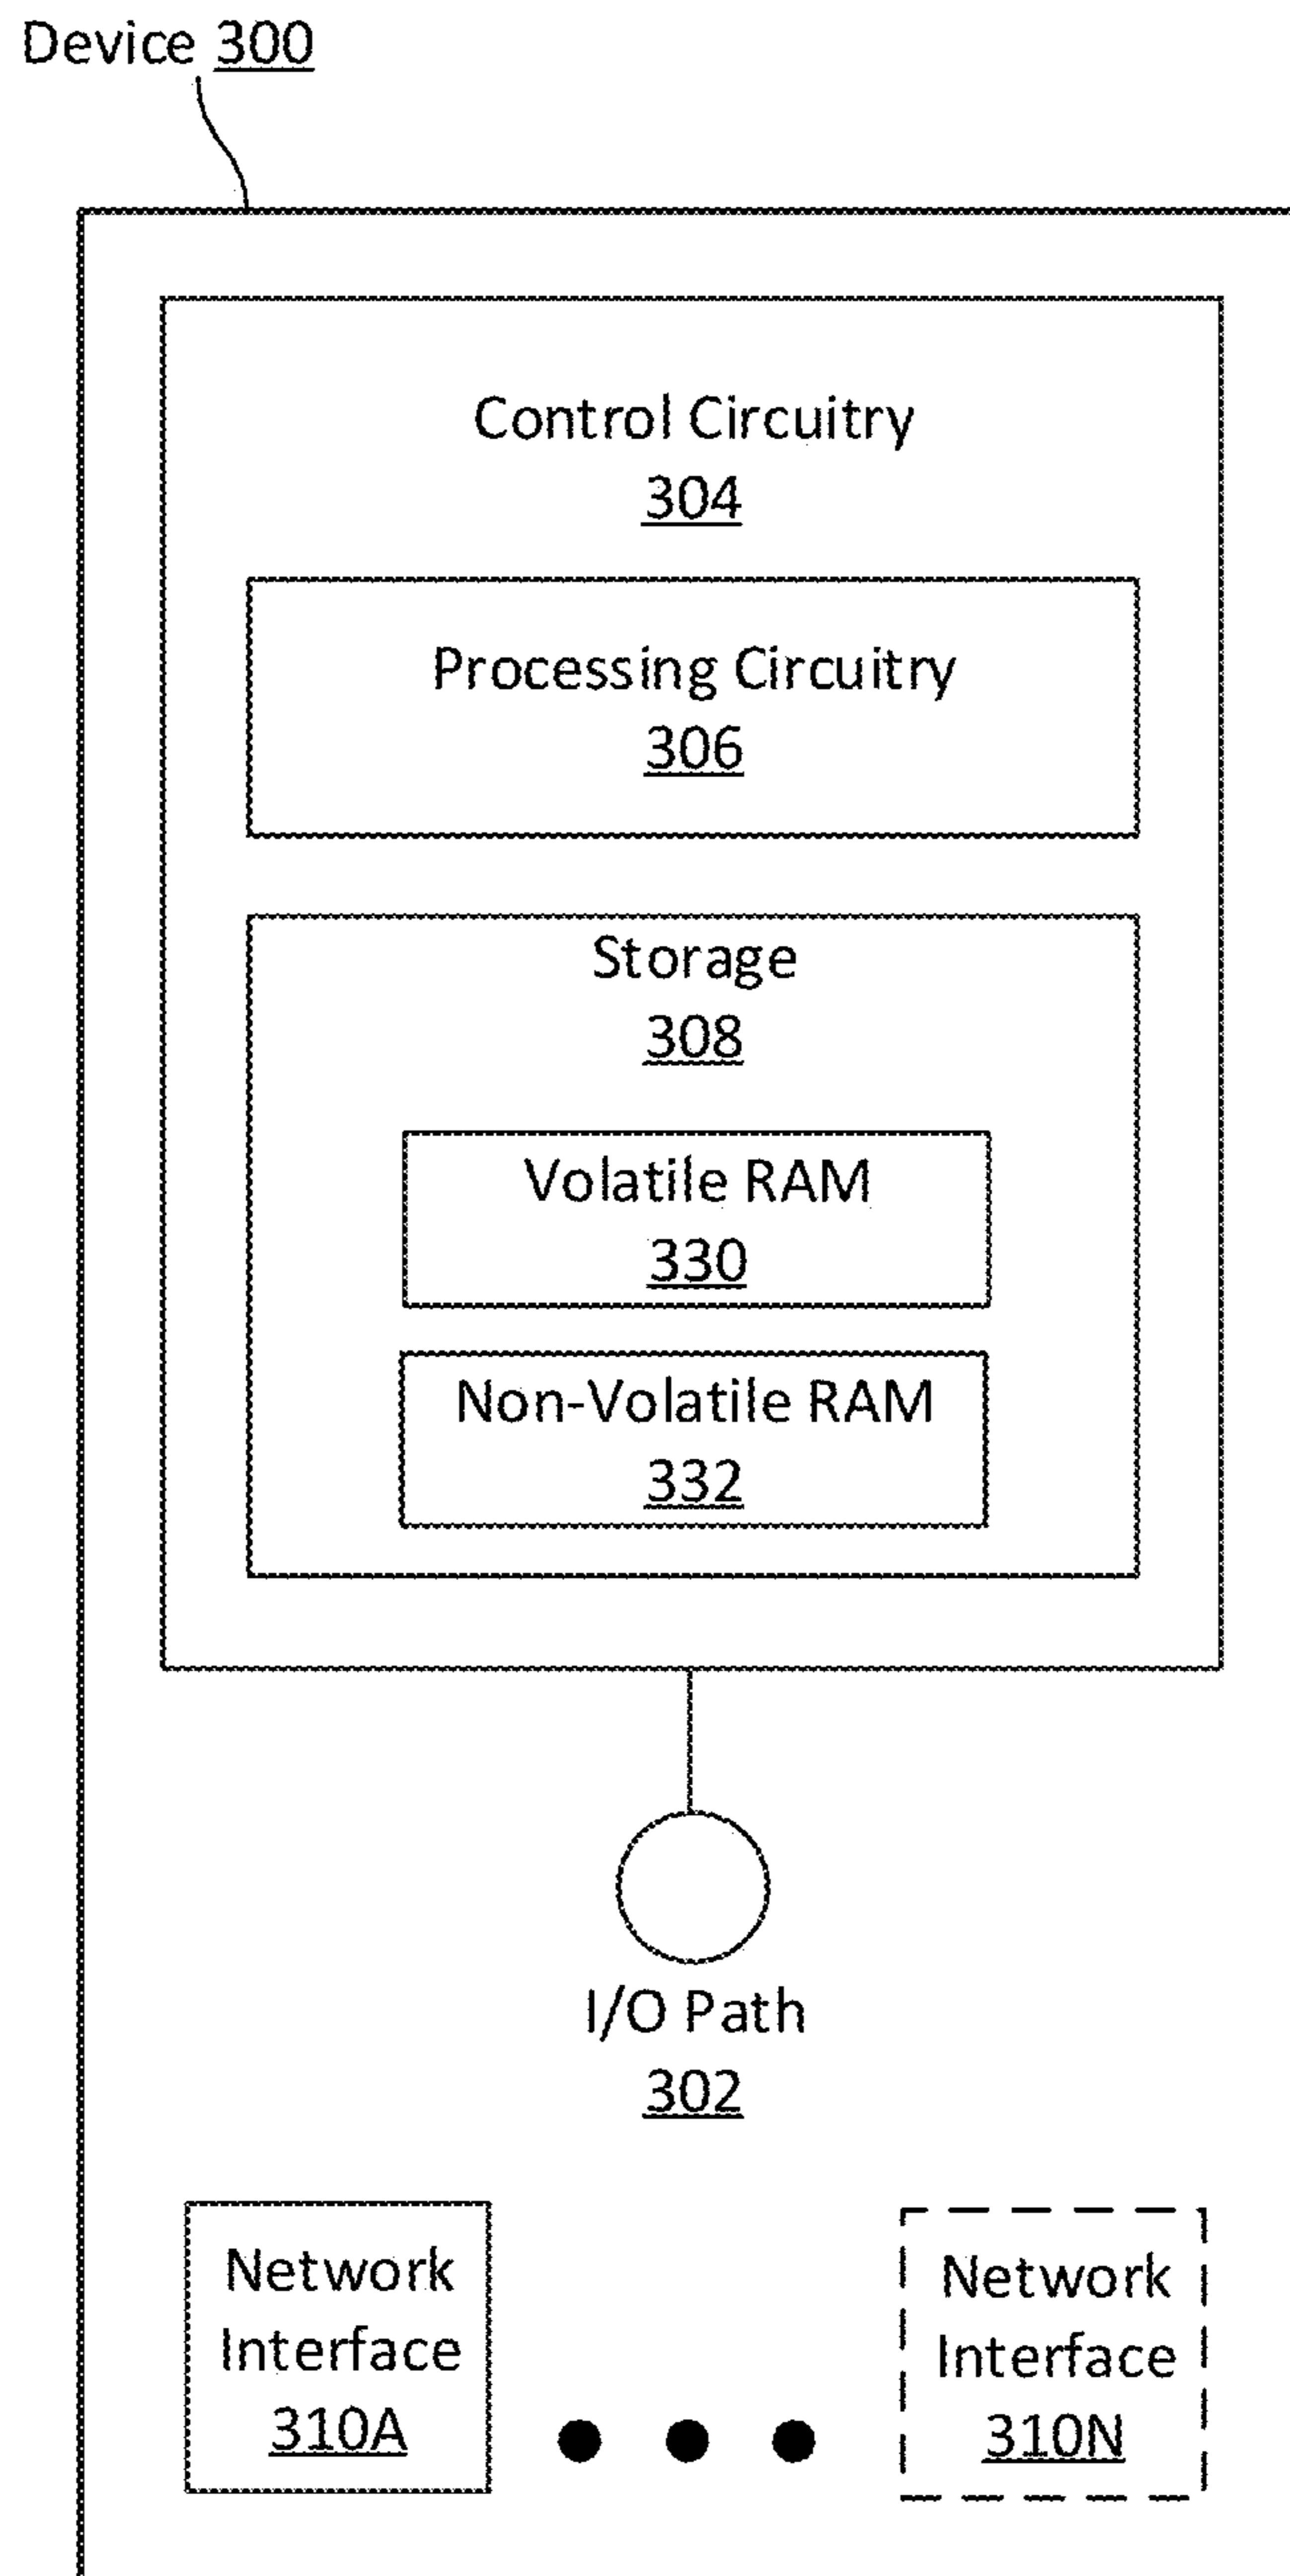 Device 300
Control Circuitry
304
Processing Circuitry
306
Storage
308
Volatile RAM
330
Non-Volatile RAM
332
I/O Path
302
Network
Interface
310A
Network
Interface
310N